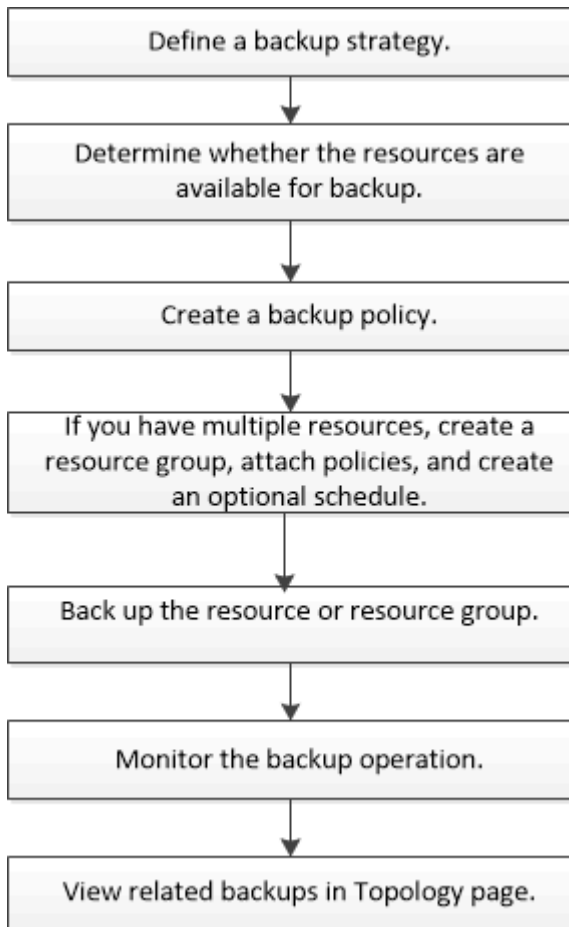 Define a backup strategy.
Determine whether the resources are
available for backup.
Create a backup policy.
If you have multiple resources, create a
resource group, attach policies, and create
an optional schedule.
Back up the resource or resource group.
Monitor the backup operation.
View related backups in Topology page.